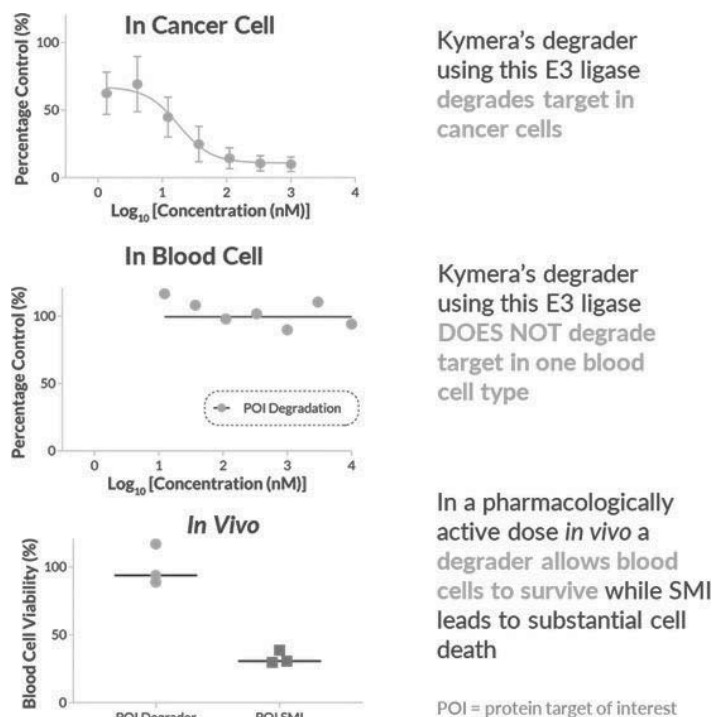 In Cancer Cell
Percentage Control (%)
100
50
0
0 1 2 3 4
Log10 [Concentration (nM)]
Kymera's degrader
using this E3 ligase
degrades target in
cancer cells
In Blood Cell
Percentage Control (%)
100
50
0
POI Degradation
0 1 2 3 4
Log10 [Concentration (nM)]
Kymera's degrader
using this E3 ligase
DOES NOT degrade
target in one blood
cell type
In Vivo
Blood Cell Viability (%)
100
50
0
POI Degrader POI SMI
In a pharmacologically
active dose in vivo a
degrader allows blood
cells to survive while SMI
leads to substantial cell
death
POI = protein target of interest